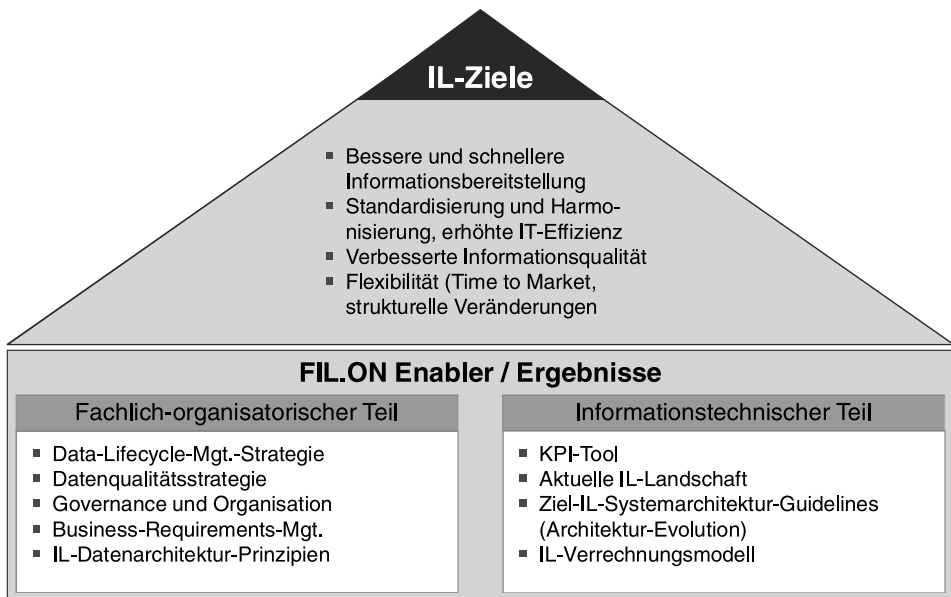 IL-Ziele
▪ Bessere und schnellere
Informationsbereitstellung
▪ Standardisierung und Harmo-
nisierung, erhöhte IT-Effizienz
▪ Verbesserte Informationsqualität
▪ Flexibilität (Time to Market,
strukturelle Veränderungen
FIL.ON Enabler / Ergebnisse
Fachlich-organisatorischer Teil
▪ Data-Lifecycle-Mgt.-Strategie
▪ Datenqualitätsstrategie
▪ Governance und Organisation
▪ Business-Requirements-Mgt.
▪ IL-Datenarchitektur-Prinzipien
Informationstechnischer Teil
▪ KPI-Tool
▪ Aktuelle IL-Landschaft
▪ Ziel-IL-Systemarchitektur-Guidelines
(Architektur-Evolution)
▪ IL-Verrechnungsmodell